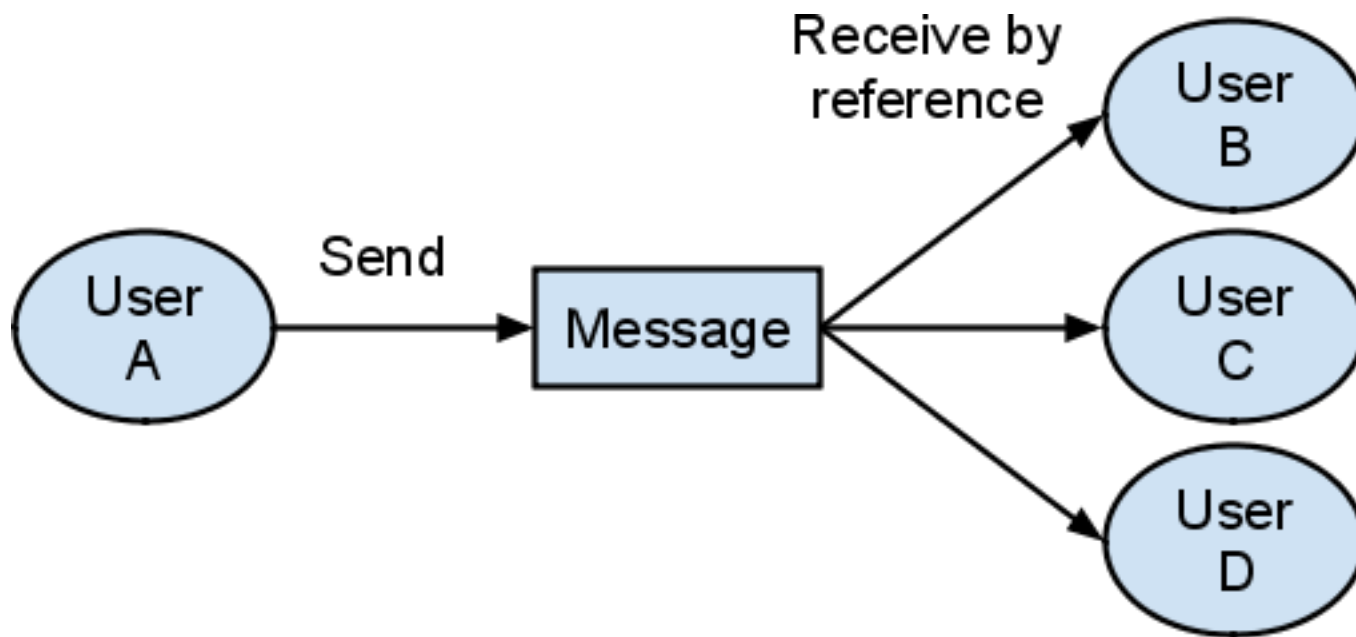 User
A
Send
Message
Receive by
reference
User
B
User
C
User
D